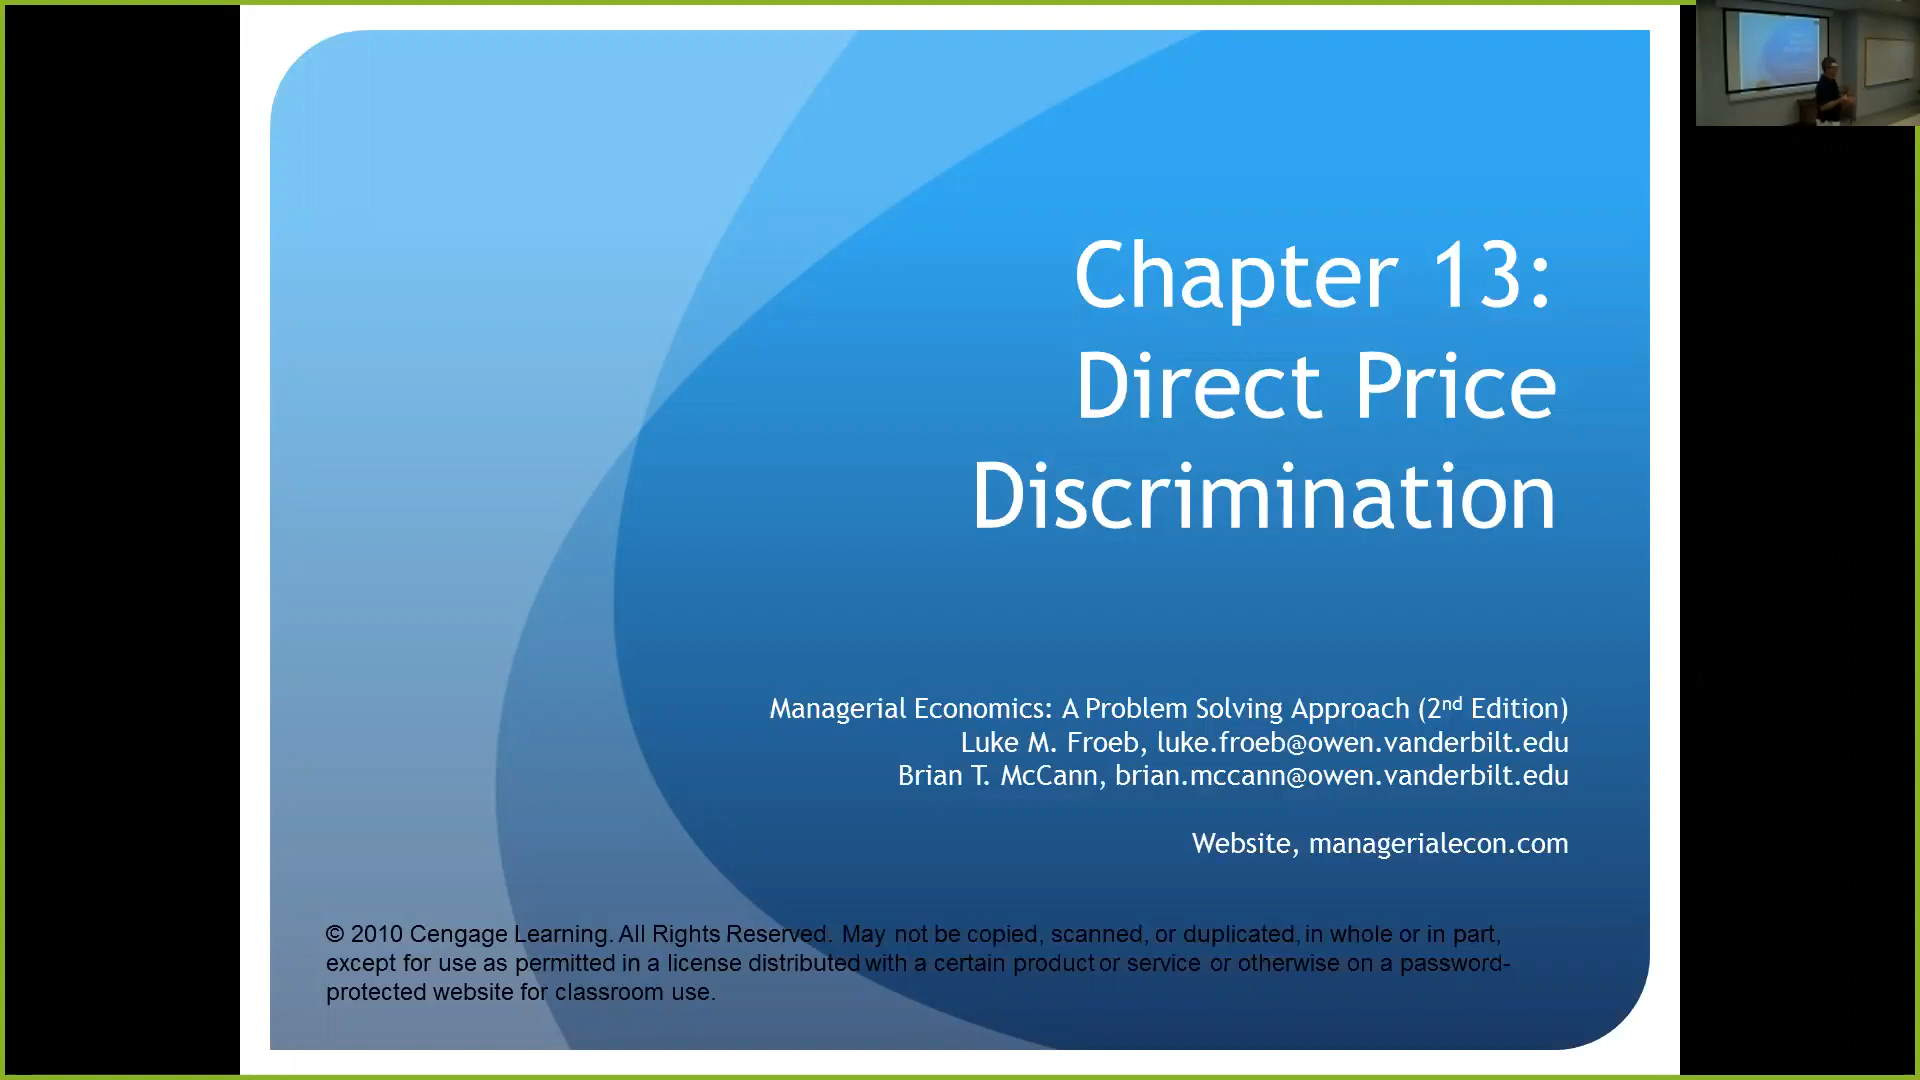 Chapter 13:
Direct Price
Discrimination
Managerial Economics: A Problem Solving Approach (2nd Edition)
Luke M. Froeb, luke.froeb@owen.vanderbilt.edu
Brian T. McCann, brian.mccann@owen.vanderbilt.edu
Website, managerialecon.com
© 2010 Cengage Learning. All Rights Reserved. May not be copied, scanned, or duplicated, in whole or in part,
except for use as permitted in a license distributed with a certain product or service or otherwise on a password-
protected website for classroom use.